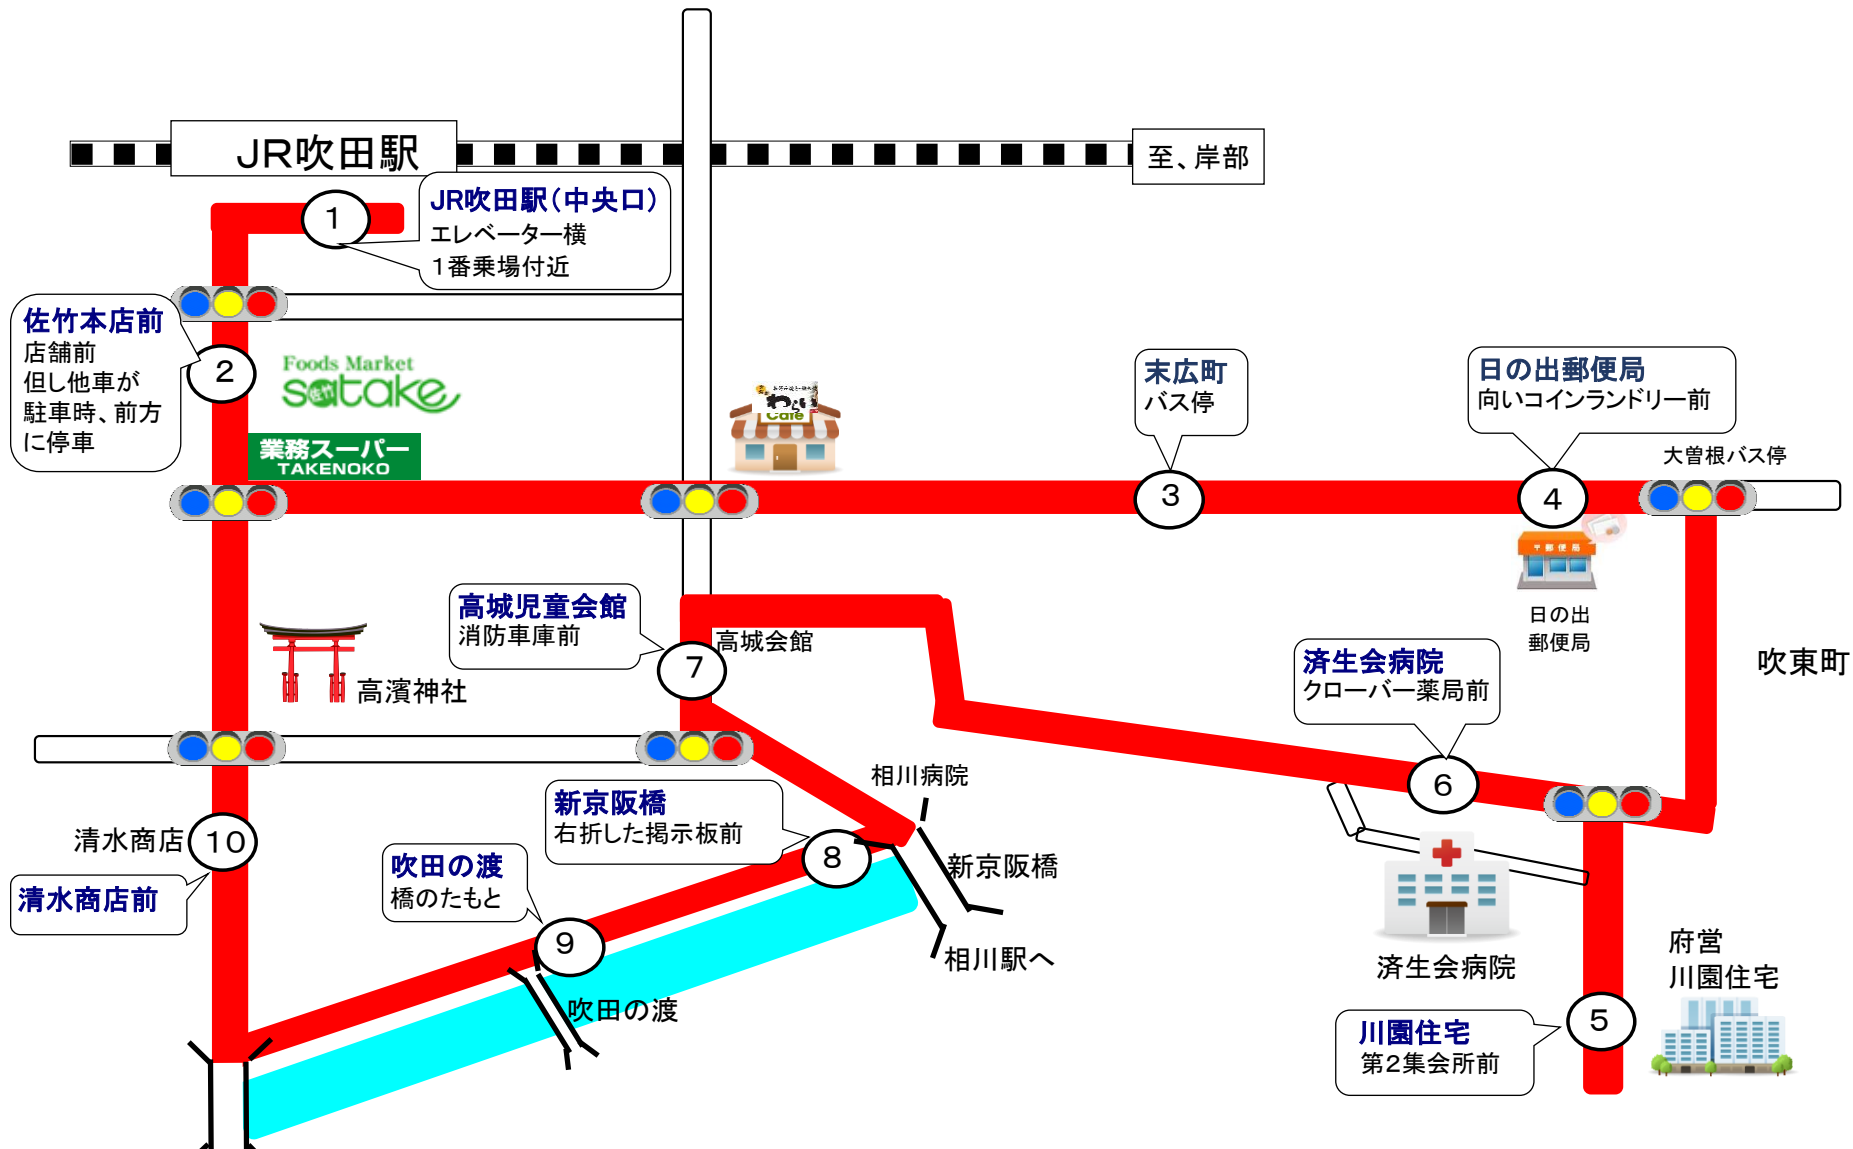 JR吹田駅
至、岸部
1
JR吹田駅（中央口）
エレベーター横
１番乗場付近
佐竹本店前
店舗前
但し他車が
駐車時、前方
に停車
2
Foods Market
satake
佐竹
業務スーパー
TAKENOKO
わらい
Cafe
末広町
バス停
3
日の出郵便局
向いコインランドリー前
4
大曽根バス停
〒郵便局
日の出
郵便局
吹東町
高城児童会館
消防車庫前
高城会館
7
高濱神社
済生会病院
クローバー薬局前
6
相川病院
新京阪橋
右折した掲示板前
8
新京阪橋
相川駅へ
清水商店
10
清水商店前
吹田の渡
橋のたもと
9
吹田の渡
済生会病院
府営
川園住宅
川園住宅
第２集会所前
5